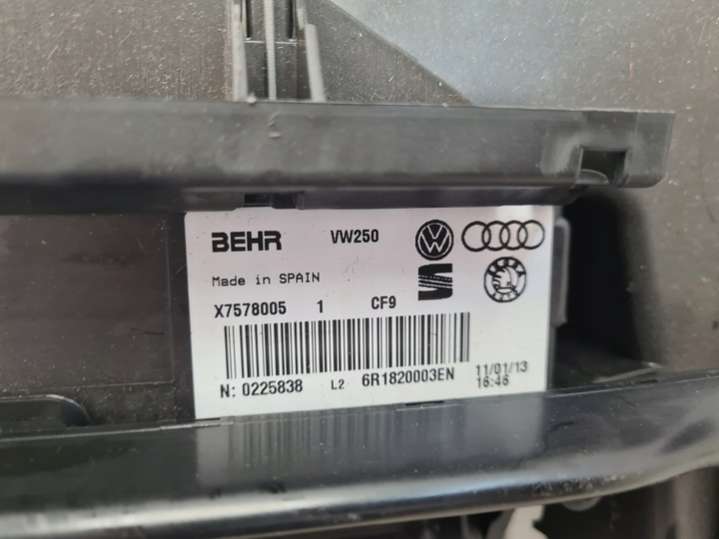 BEHR VW250
Made in SPAIN
X7578005 1 CF9
N: 0225838 L2 6R1820003EN 11/01/13
16:46